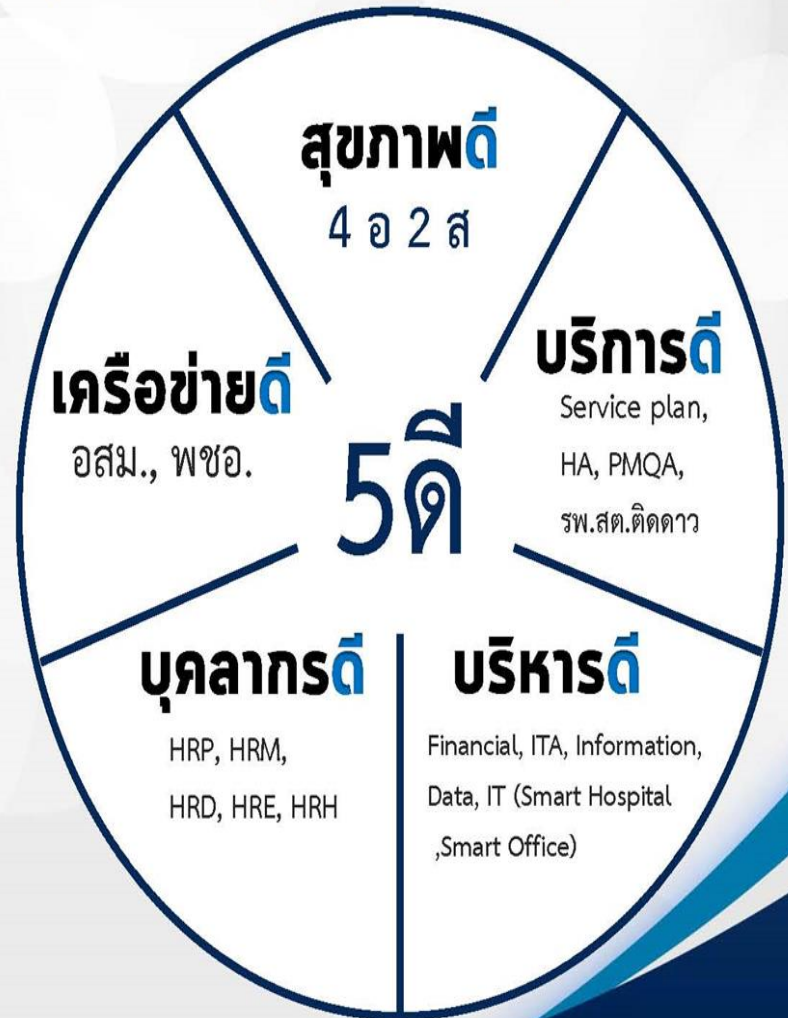 สุขภาพดี
4 อ 2 ส
บริการดี
Service plan,
HA, PMQA,
รพ.สต.ติดดาว
บริหารดี
Financial, ITA, Information,
Data, IT (Smart Hospital
,Smart Office)
บุคลากรดี
HRP, HRM,
HRD, HRE, HRH
เครือข่ายดี
อสม., พชอ.
5ดี